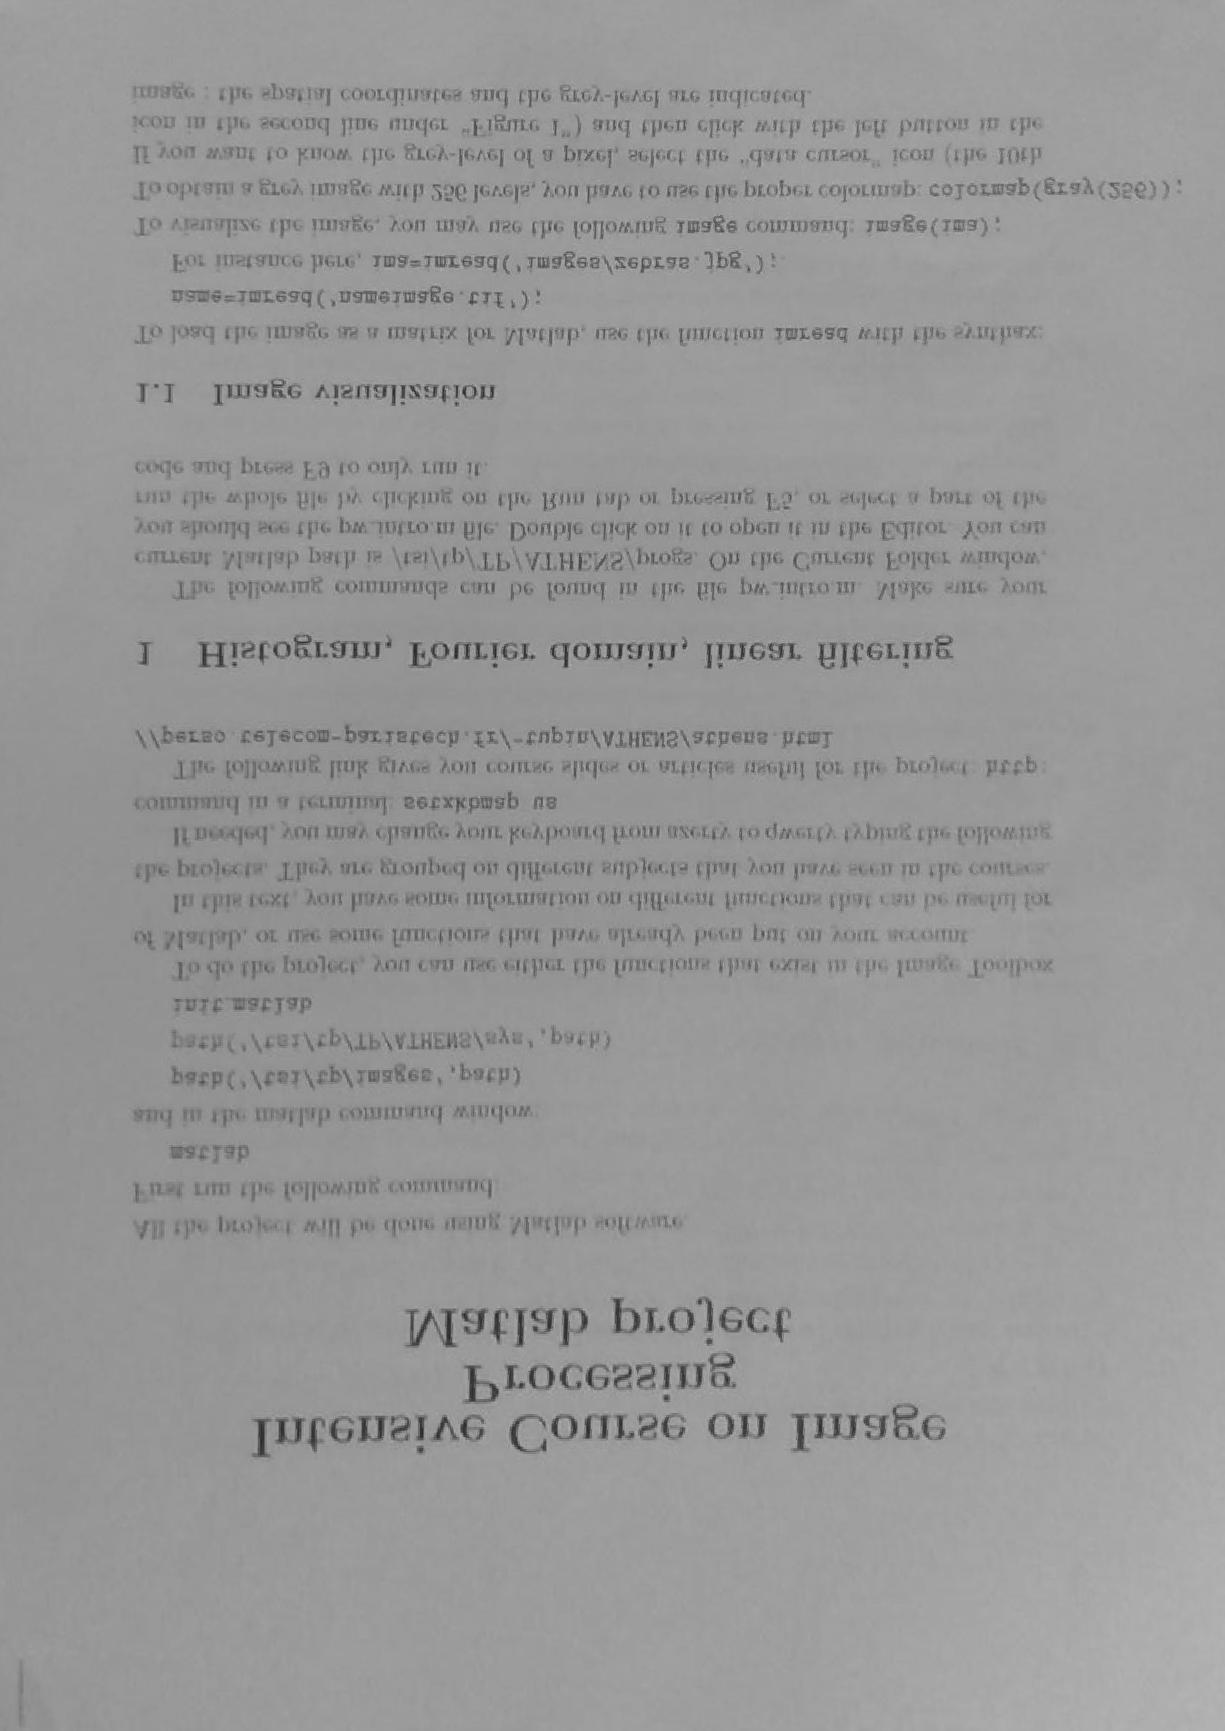 Intensive Course on Image
Processing
Matlab project
All the project will be done using Matlab software.
First run the following command:
matlab
and in the matlab command window:
path('/tsi/tp/images',path)
path('/tsi/tp/TP/ATHENS/sys',path)
init_matlab
To do the project, you can use either the functions that exist in the Image Toolbox
of Matlab, or use some functions that have already been put on your account.
In this text, you have some information on different functions that can be useful for
the projects. They are grouped on different subjects that you have seen in the courses.
If needed, you may change your keyboard from azerty to qwerty typing the following
command in a terminal: setxkbmap us
The following link gives you course slides or articles useful for the project: http:
//perso.telecom-paristech.fr/~tupin/ATHENS/athens.html
1 Histogram, Fourier domain, linear filtering
The following commands can be found in the file pw_intro.m. Make sure your
current Matlab path is /tsi/tp/TP/ATHENS/progs. On the Current Folder window,
you should see the pw_intro.m file. Double click on it to open it in the Editor. You can
run the whole file by clicking on the Run tab or pressing F5, or select a part of the
code and press F9 to only run it.
1.1 Image visualization
To load the image as a matrix for Matlab, use the function imread with the synthax:
name=imread('nameimage.tif');
For instance here, ima=imread('images/zebras.jpg');
To visualize the image, you may use the following image command: image(ima);
To obtain a grey image with 256 levels, you have to use the proper colormap: colormap(gray(256));
If you want to know the grey-level of a pixel, select the "data cursor" icon (the 10th
icon in the second line under "Figure 1") and then click with the left button in the
image : the spatial coordinates and the grey-level are indicated.